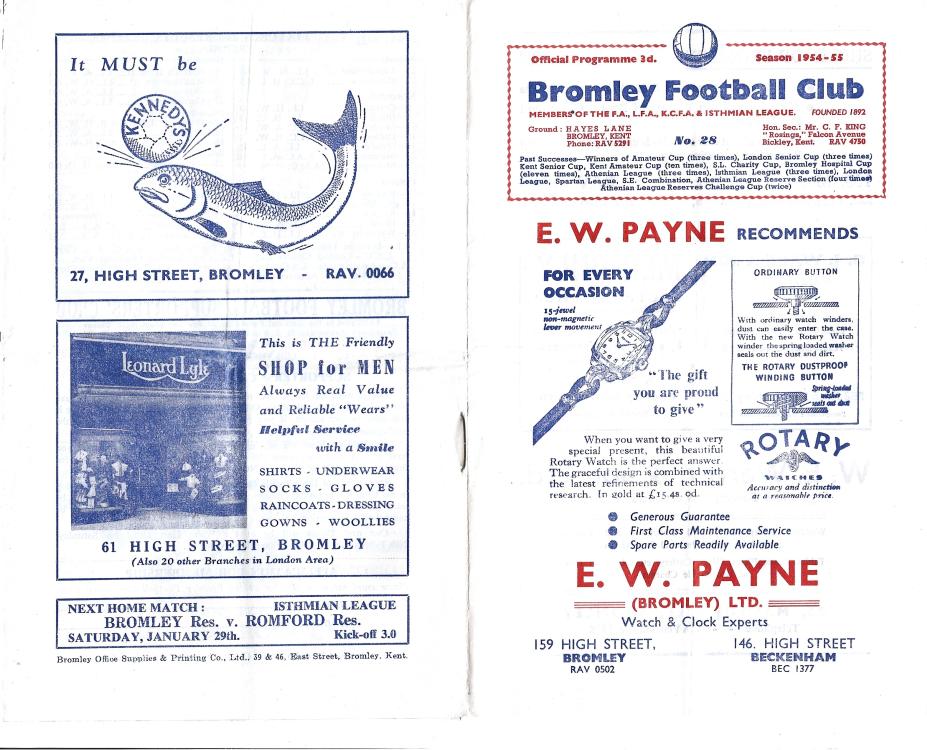 It MUST be
KENNEDYS
27, HIGH STREET, BROMLEY - RAV. 0066
Leonard Lyle
This is THE Friendly
SHOP for MEN
Always Real Value
and Reliable "Wears"
Helpful Service
with a Smile
SHIRTS - UNDERWEAR
SOCKS - GLOVES
RAINCOATS - DRESSING
GOWNS - WOOLLIES
61 HIGH STREET, BROMLEY
(Also 20 other Branches in London Area)
NEXT HOME MATCH : ISTHMIAN LEAGUE
BROMLEY Res. v. ROMFORD Res.
SATURDAY, JANUARY 29th. Kick-off 3.0
Bromley Office Supplies & Printing Co., Ltd., 39 & 46, East Street, Bromley, Kent.
Official Programme 3d. Season 1954-55
Bromley Football Club
MEMBERS OF THE F.A., L.F.A., K.C.F.A. & ISTHMIAN LEAGUE. FOUNDED 1892
Ground : HAYES LANE
BROMLEY, KENT
Phone: RAV 5291
No. 28
Hon. Sec.: Mr. C. F. KING
"Rosings," Falcon Avenue
Bickley, Kent. RAV 4750
Past Successes—Winners of Amateur Cup (three times), London Senior Cup (three times)
Kent Senior Cup, Kent Amateur Cup (ten times), S.L. Charity Cup, Bromley Hospital Cup
(eleven times), Athenian League (three times), Isthmian League (three times), London
League, Spartan League, S.E. Combination, Athenian League Reserve Section (four times)
Athenian League Reserves Challenge Cup (twice)
E. W. PAYNE RECOMMENDS
FOR EVERY
OCCASION
15-jewel
non-magnetic
lever movement
"The gift
you are proud
to give"
ORDINARY BUTTON
With ordinary watch winders,
dust can easily enter the case.
With the new Rotary Watch
winder the spring loaded washer
seals out the dust and dirt.
THE ROTARY DUSTPROOF
WINDING BUTTON
Spring-loaded
washer
seals out dust
When you want to give a very
special present, this beautiful
Rotary Watch is the perfect answer.
The graceful design is combined with
the latest refinements of technical
research. In gold at £15.4s. 0d.
ROTARY
WATCHES
Accuracy and distinction
at a reasonable price.
Generous Guarantee
First Class Maintenance Service
Spare Parts Readily Available
E. W. PAYNE
(BROMLEY) LTD.
Watch & Clock Experts
159 HIGH STREET,
BROMLEY
RAV 0502
146. HIGH STREET
BECKENHAM
BEC 1377